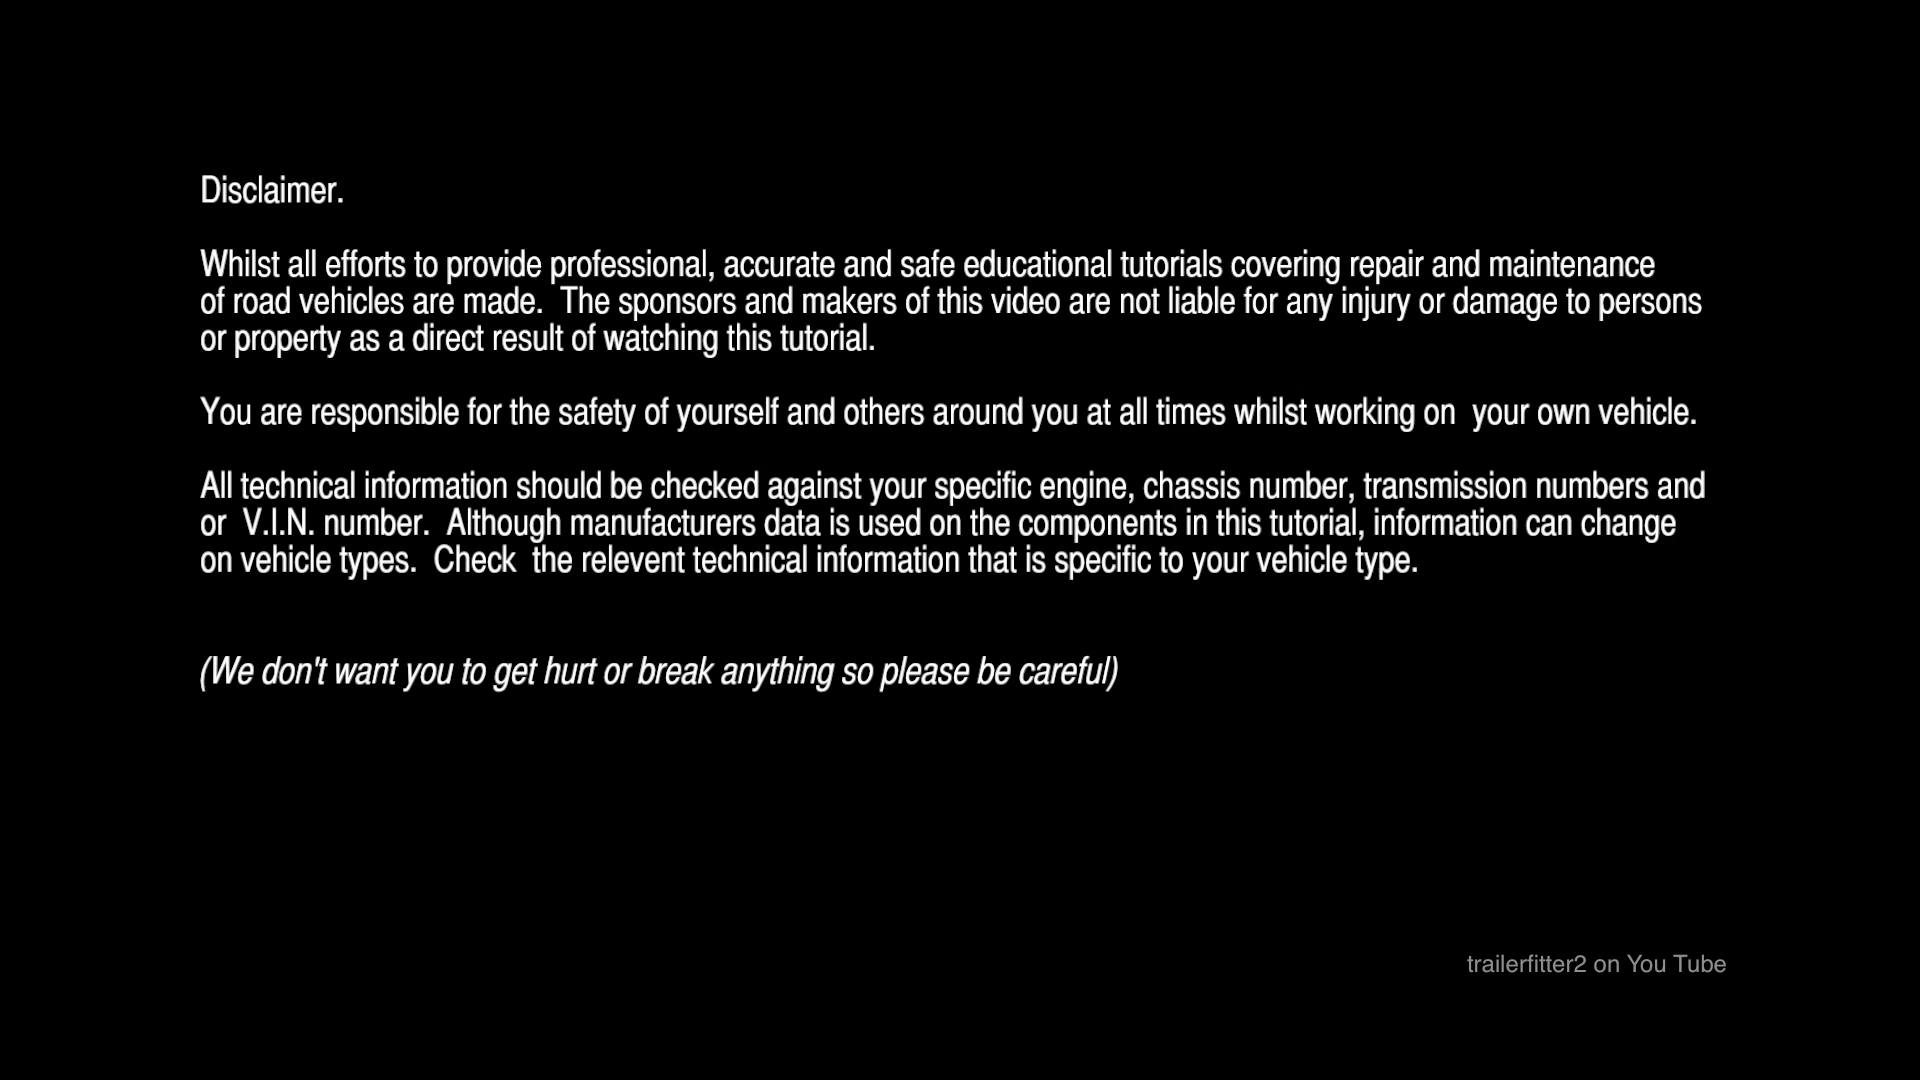 Disclaimer.
Whilst all efforts to provide professional, accurate and safe educational tutorials covering repair and maintenance
of road vehicles are made.  The sponsors and makers of this video are not liable for any injury or damage to persons
or property as a direct result of watching this tutorial.
You are responsible for the safety of yourself and others around you at all times whilst working on  your own vehicle.
All technical information should be checked against your specific engine, chassis number, transmission numbers and
or  V.I.N. number.  Although manufacturers data is used on the components in this tutorial, information can change
on vehicle types.  Check  the relevent technical information that is specific to your vehicle type.
(We don't want you to get hurt or break anything so please be careful)
trailerfitter2 on You Tube